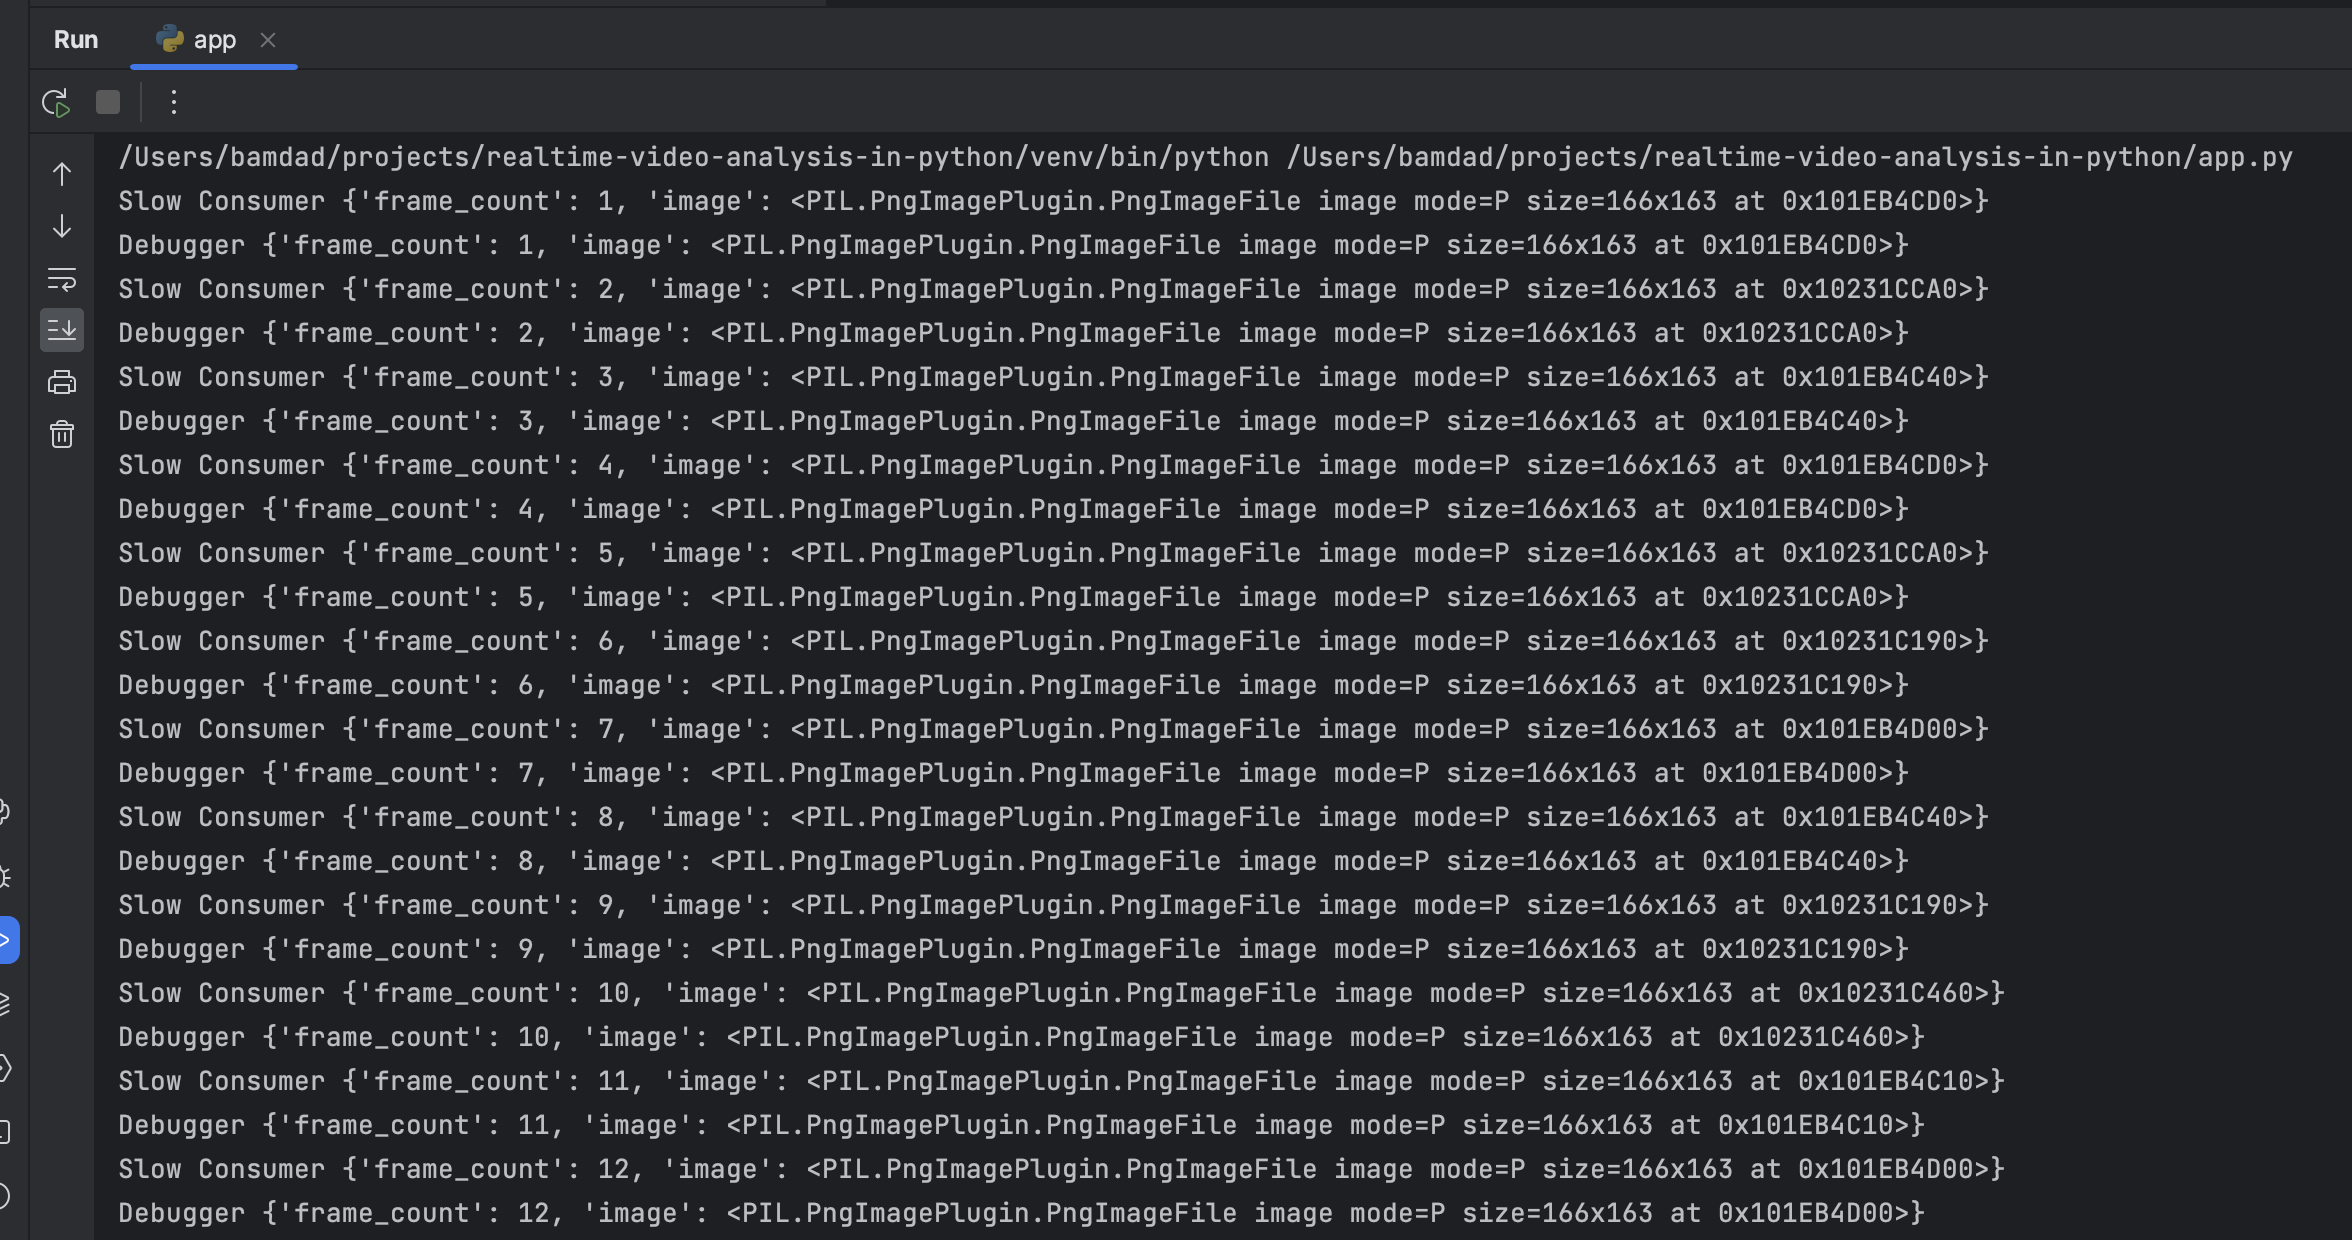 Run app
/Users/bamdad/projects/realtime-video-analysis-in-python/venv/bin/python /Users/bamdad/projects/realtime-video-analysis-in-python/app.py
Slow Consumer {'frame_count': 1, 'image': <PIL.PngImagePlugin.PngImageFile image mode=P size=166x163 at 0x101EB4CD0>}
Debugger {'frame_count': 1, 'image': <PIL.PngImagePlugin.PngImageFile image mode=P size=166x163 at 0x101EB4CD0>}
Slow Consumer {'frame_count': 2, 'image': <PIL.PngImagePlugin.PngImageFile image mode=P size=166x163 at 0x10231CCA0>}
Debugger {'frame_count': 2, 'image': <PIL.PngImagePlugin.PngImageFile image mode=P size=166x163 at 0x10231CCA0>}
Slow Consumer {'frame_count': 3, 'image': <PIL.PngImagePlugin.PngImageFile image mode=P size=166x163 at 0x101EB4C40>}
Debugger {'frame_count': 3, 'image': <PIL.PngImagePlugin.PngImageFile image mode=P size=166x163 at 0x101EB4C40>}
Slow Consumer {'frame_count': 4, 'image': <PIL.PngImagePlugin.PngImageFile image mode=P size=166x163 at 0x101EB4CD0>}
Debugger {'frame_count': 4, 'image': <PIL.PngImagePlugin.PngImageFile image mode=P size=166x163 at 0x101EB4CD0>}
Slow Consumer {'frame_count': 5, 'image': <PIL.PngImagePlugin.PngImageFile image mode=P size=166x163 at 0x10231CCA0>}
Debugger {'frame_count': 5, 'image': <PIL.PngImagePlugin.PngImageFile image mode=P size=166x163 at 0x10231CCA0>}
Slow Consumer {'frame_count': 6, 'image': <PIL.PngImagePlugin.PngImageFile image mode=P size=166x163 at 0x10231C190>}
Debugger {'frame_count': 6, 'image': <PIL.PngImagePlugin.PngImageFile image mode=P size=166x163 at 0x10231C190>}
Slow Consumer {'frame_count': 7, 'image': <PIL.PngImagePlugin.PngImageFile image mode=P size=166x163 at 0x101EB4D00>}
Debugger {'frame_count': 7, 'image': <PIL.PngImagePlugin.PngImageFile image mode=P size=166x163 at 0x101EB4D00>}
Slow Consumer {'frame_count': 8, 'image': <PIL.PngImagePlugin.PngImageFile image mode=P size=166x163 at 0x101EB4C40>}
Debugger {'frame_count': 8, 'image': <PIL.PngImagePlugin.PngImageFile image mode=P size=166x163 at 0x101EB4C40>}
Slow Consumer {'frame_count': 9, 'image': <PIL.PngImagePlugin.PngImageFile image mode=P size=166x163 at 0x10231C190>}
Debugger {'frame_count': 9, 'image': <PIL.PngImagePlugin.PngImageFile image mode=P size=166x163 at 0x10231C190>}
Slow Consumer {'frame_count': 10, 'image': <PIL.PngImagePlugin.PngImageFile image mode=P size=166x163 at 0x10231C460>}
Debugger {'frame_count': 10, 'image': <PIL.PngImagePlugin.PngImageFile image mode=P size=166x163 at 0x10231C460>}
Slow Consumer {'frame_count': 11, 'image': <PIL.PngImagePlugin.PngImageFile image mode=P size=166x163 at 0x101EB4C10>}
Debugger {'frame_count': 11, 'image': <PIL.PngImagePlugin.PngImageFile image mode=P size=166x163 at 0x101EB4C10>}
Slow Consumer {'frame_count': 12, 'image': <PIL.PngImagePlugin.PngImageFile image mode=P size=166x163 at 0x101EB4D00>}
Debugger {'frame_count': 12, 'image': <PIL.PngImagePlugin.PngImageFile image mode=P size=166x163 at 0x101EB4D00>}